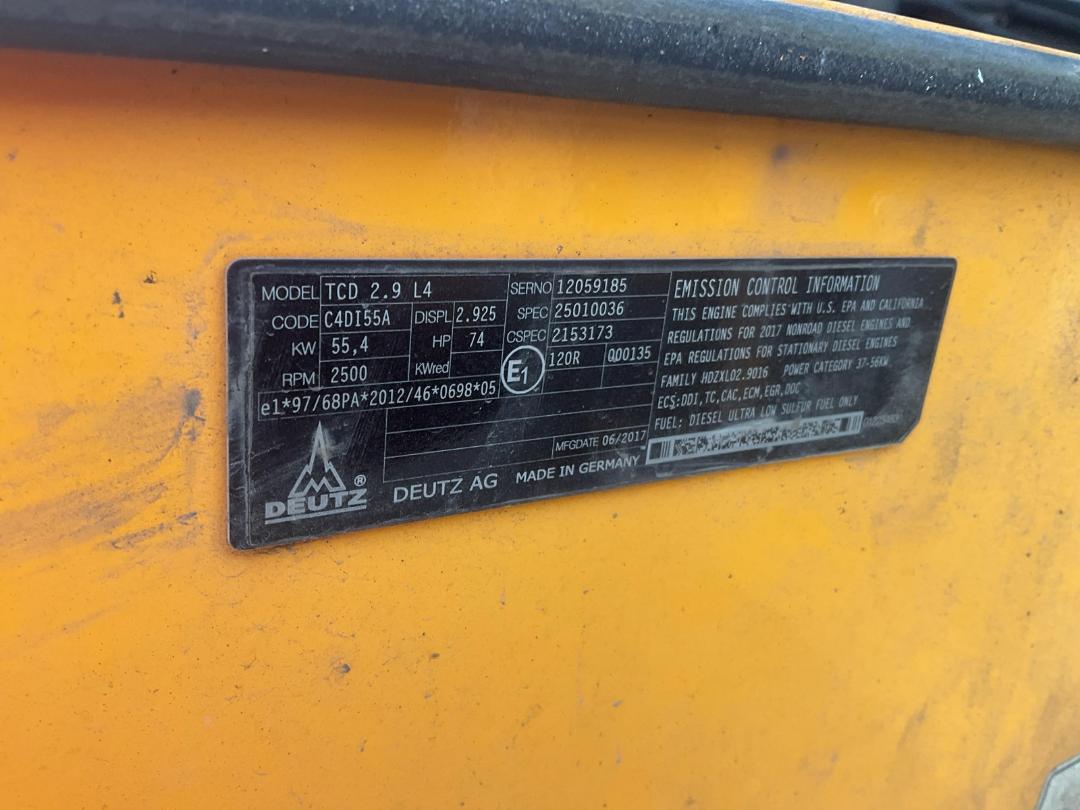 MODEL TCD 2.9 L4
CODE C4DI55A DISPL 2.925
KW 55,4 HP 74
RPM 2500 KWred
e1*97/68PA*2012/46*0698*05
SERNO 12059185
SPEC 25010036
CSPEC 2153173
E1 120R 000135
MFGDATE 06/2017
DEUTZ ®
DEUTZ AG MADE IN GERMANY
EMISSION CONTROL INFORMATION
THIS ENGINE COMPLIES WITH U.S. EPA AND CALIFORNIA
REGULATIONS FOR 2017 NONROAD DIESEL ENGINES AND
EPA REGULATIONS FOR STATIONARY DIESEL ENGINES
FAMILY HDZXL02.9016 POWER CATEGORY 37-56KW
ECS:DDI,TC,CAC,ECM,EGR,DOC
FUEL: DIESEL ULTRA LOW SULFUR FUEL ONLY